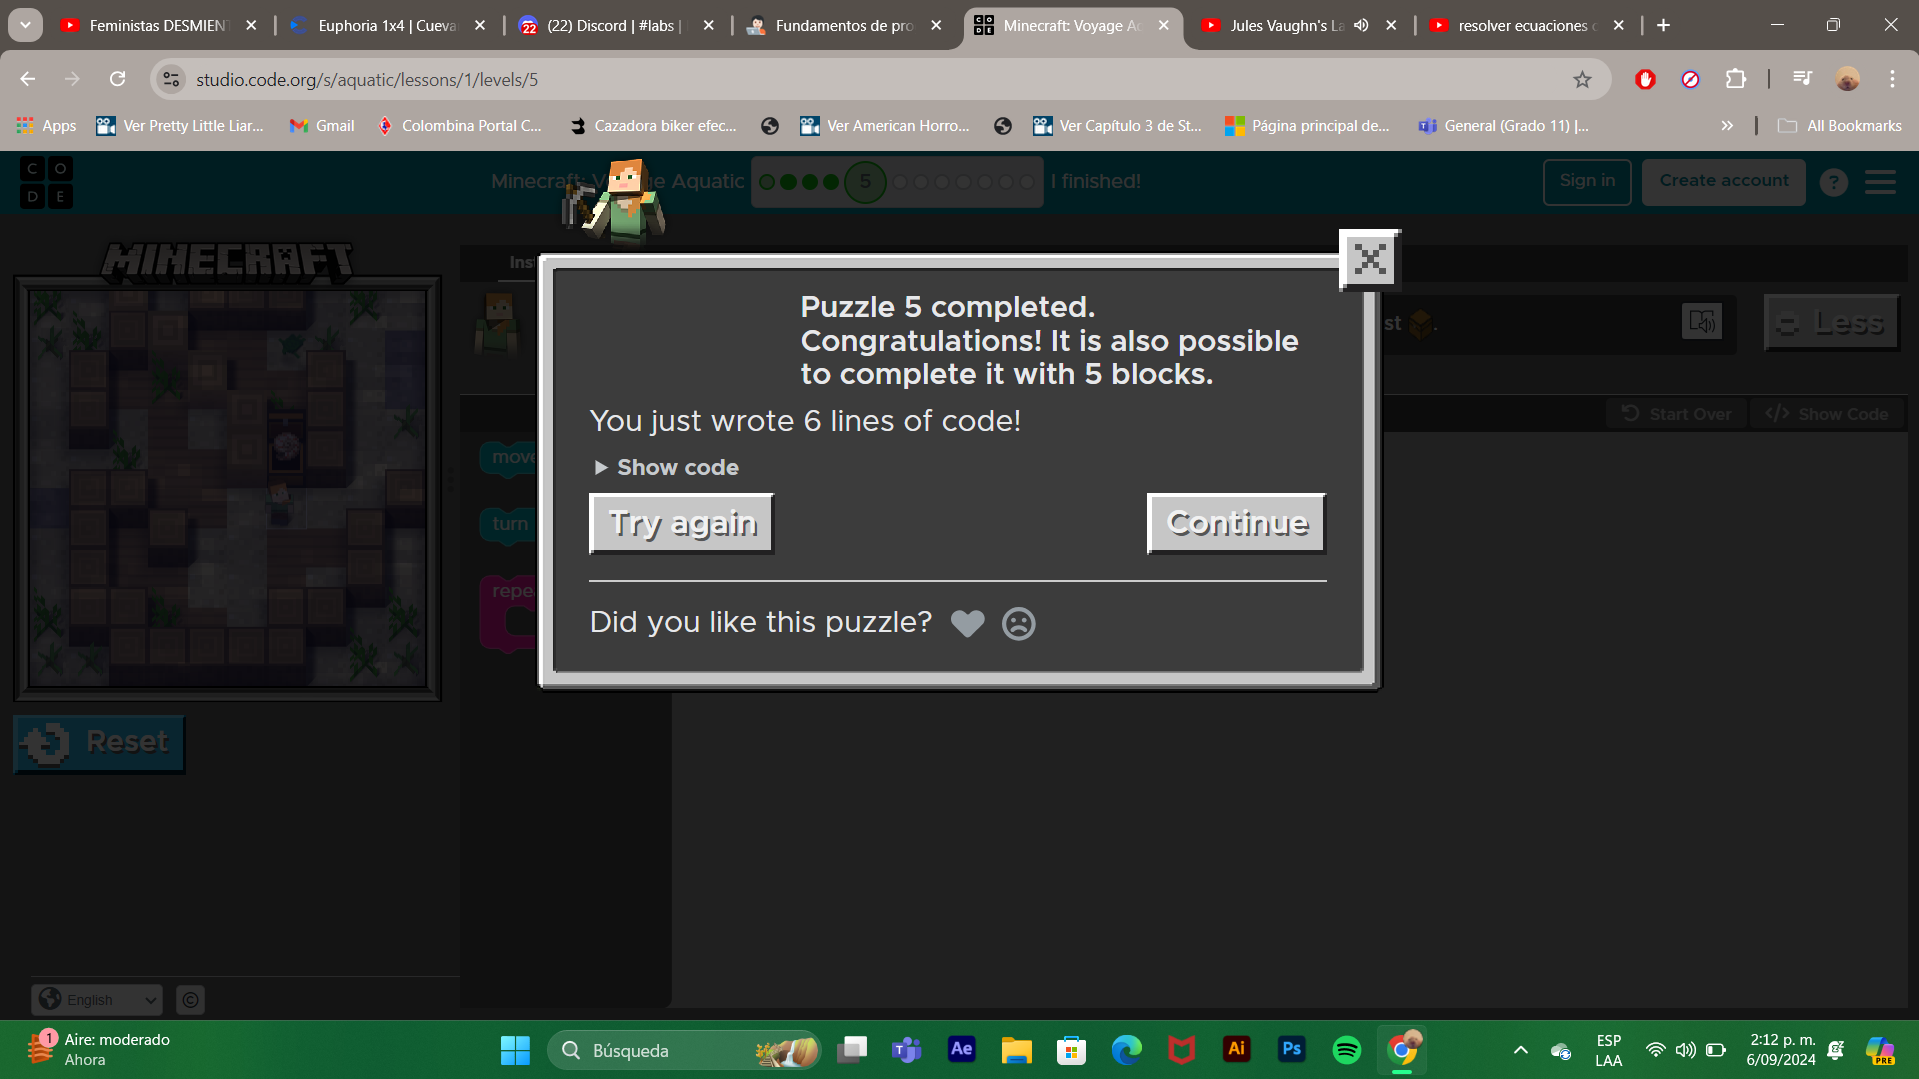 Feministas DESMIEN
Euphoria 1x4 | Cueva
(22) Discord | #labs |
Fundamentos de pro
Minecraft: Voyage Ac
Jules Vaughn's La
resolver ecuaciones
studio.code.org/s/aquatic/lessons/1/levels/5
Apps
Ver Pretty Little Liar...
Gmail
Colombina Portal C...
Cazadora biker efec...
Ver American Horro...
Ver Capítulo 3 de St...
Página principal de...
General (Grado 11) |...
All Bookmarks
C O
D E
Minecraft: V
ge Aquatic
5
I finished!
Sign in
Create account
?
MINECRAFT
Ins
st
.
Less
Puzzle 5 completed.
Congratulations! It is also possible
to complete it with 5 blocks.
You just wrote 6 lines of code!
Show code
Try again
Continue
Did you like this puzzle?
Start Over
Show Code
move
turn
repe
Reset
English
©
1
Aire: moderado
Ahora
Búsqueda
Ae
Ai
Ps
PRE
ESP
LAA
2:12 p. m.
6/09/2024